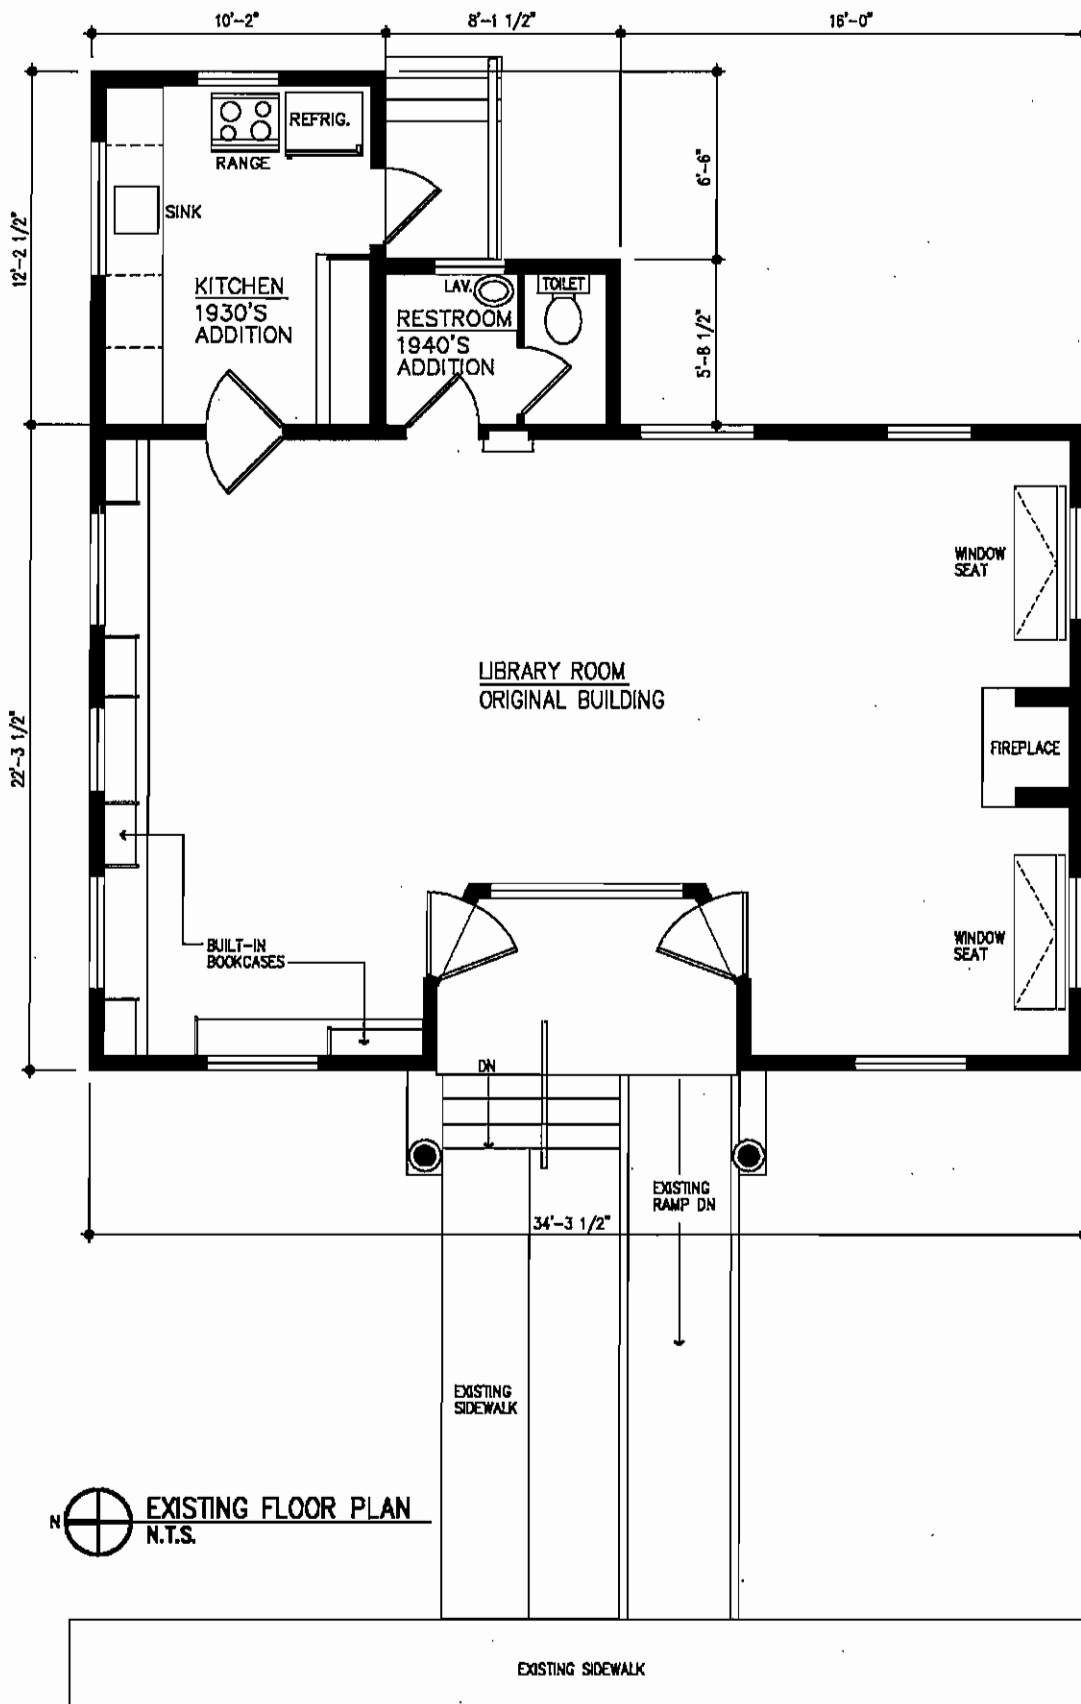 10'-2"
8'-1 1/2"
16'-0"
REFRIG.
RANGE
6'-6"
12'-2 1/2"
SINK
KITCHEN
1930'S
ADDITION
LAV.
TOILET
RESTROOM
1940'S
ADDITION
5'-8 1/2"
WINDOW
SEAT
LIBRARY ROOM
ORIGINAL BUILDING
22'-3 1/2"
FIREPLACE
BUILT-IN
BOOKCASES
WINDOW
SEAT
DN
EXISTING
RAMP DN
34'-3 1/2"
EXISTING
SIDEWALK
N
EXISTING FLOOR PLAN
N.T.S.
EXISTING SIDEWALK